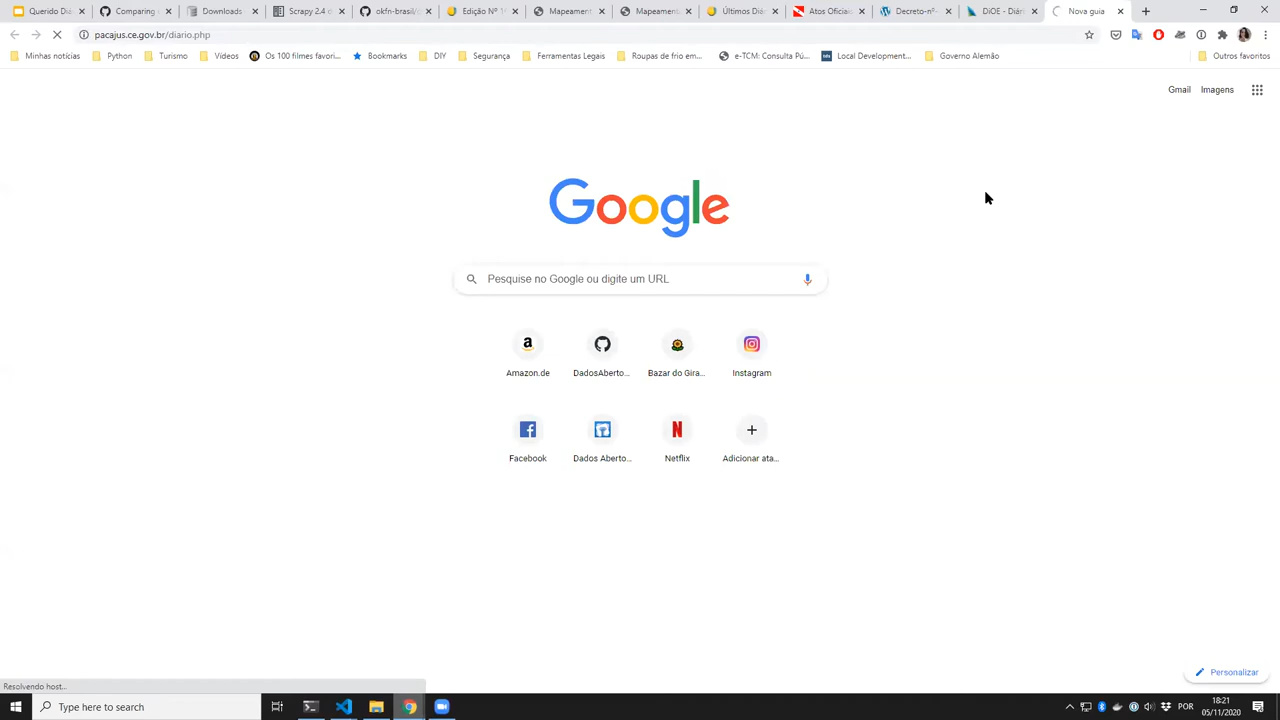 Querido Diá
Comparing
Downloads
Scrapy 2.4 d
okfn-brasil/q
Edição Nº 1
Mapeament
Mapeament
Últimos Diá
Atos Oficiai
Decreto-nº-
DiOE - Diári
Nova guia
pacajus.ce.gov.br/diario.php
Minhas notícias
Python
Turismo
Vídeos
Os 100 filmes favori...
Bookmarks
DIY
Segurança
Ferramentas Legais
Roupas de frio em...
e-TCM: Consulta Pú...
Local Development...
Governo Alemão
Outros favoritos
Gmail Imagens
Google
Pesquise no Google ou digite um URL
Amazon.de
DadosAberto...
Bazar do Gira...
Instagram
Facebook
Dados Aberto...
Netflix
Adicionar ata...
Personalizar
Resolvendo host...
Type here to search
POR
18:21
05/11/2020